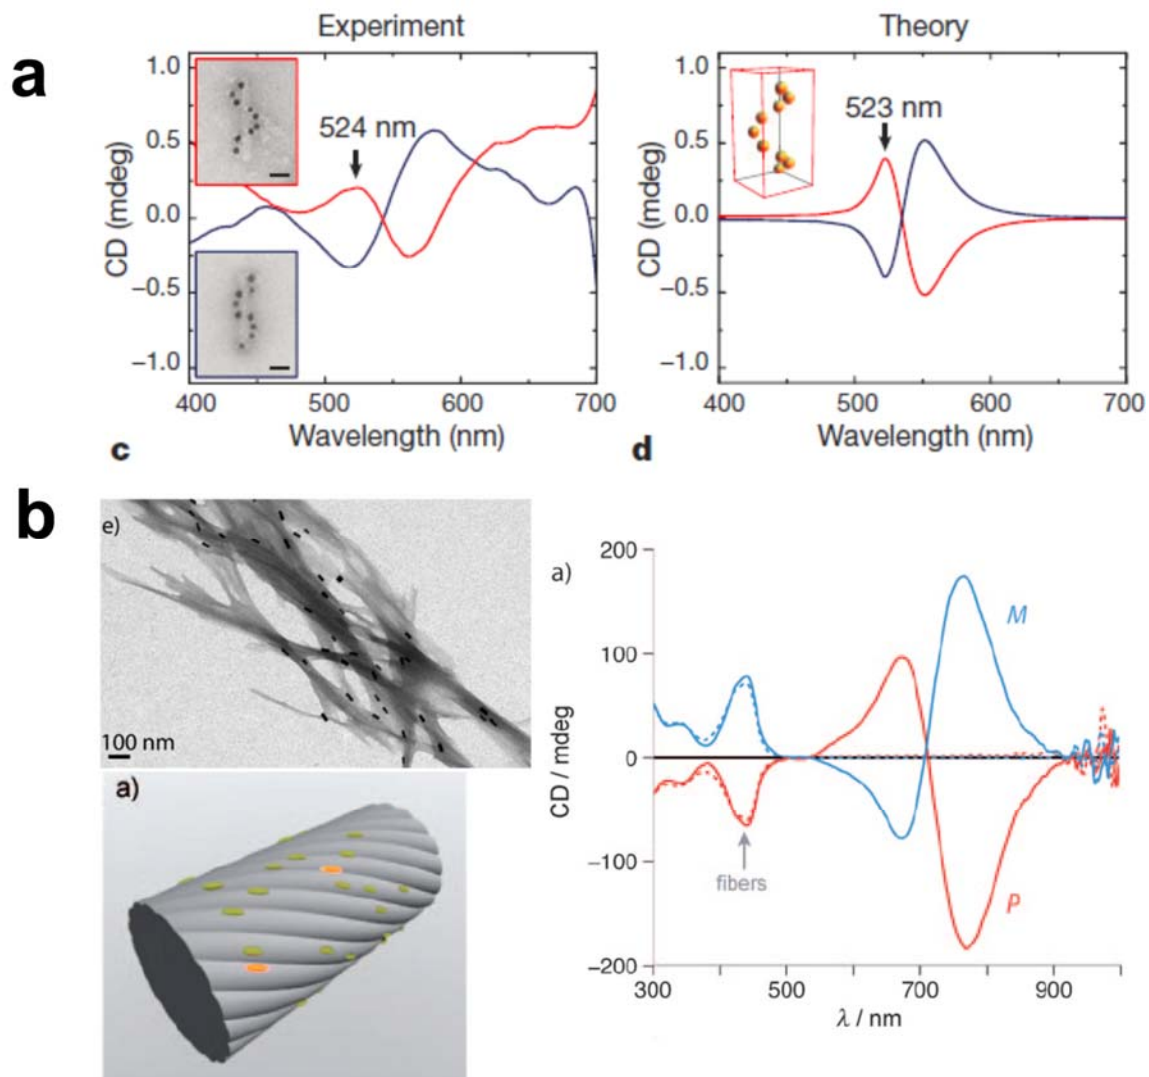 a
Experiment
Theory
CD (mdeg)
1.0
0.5
0.0
−0.5
−1.0
524 nm
400
500
600
700
Wavelength (nm)
c
CD (mdeg)
1.0
0.5
0.0
−0.5
−1.0
523 nm
400
500
600
700
Wavelength (nm)
d
b
e)
100 nm
a)
a)
CD / mdeg
200
100
0
−100
−200
M
P
fibers
300
500
700
900
λ / nm